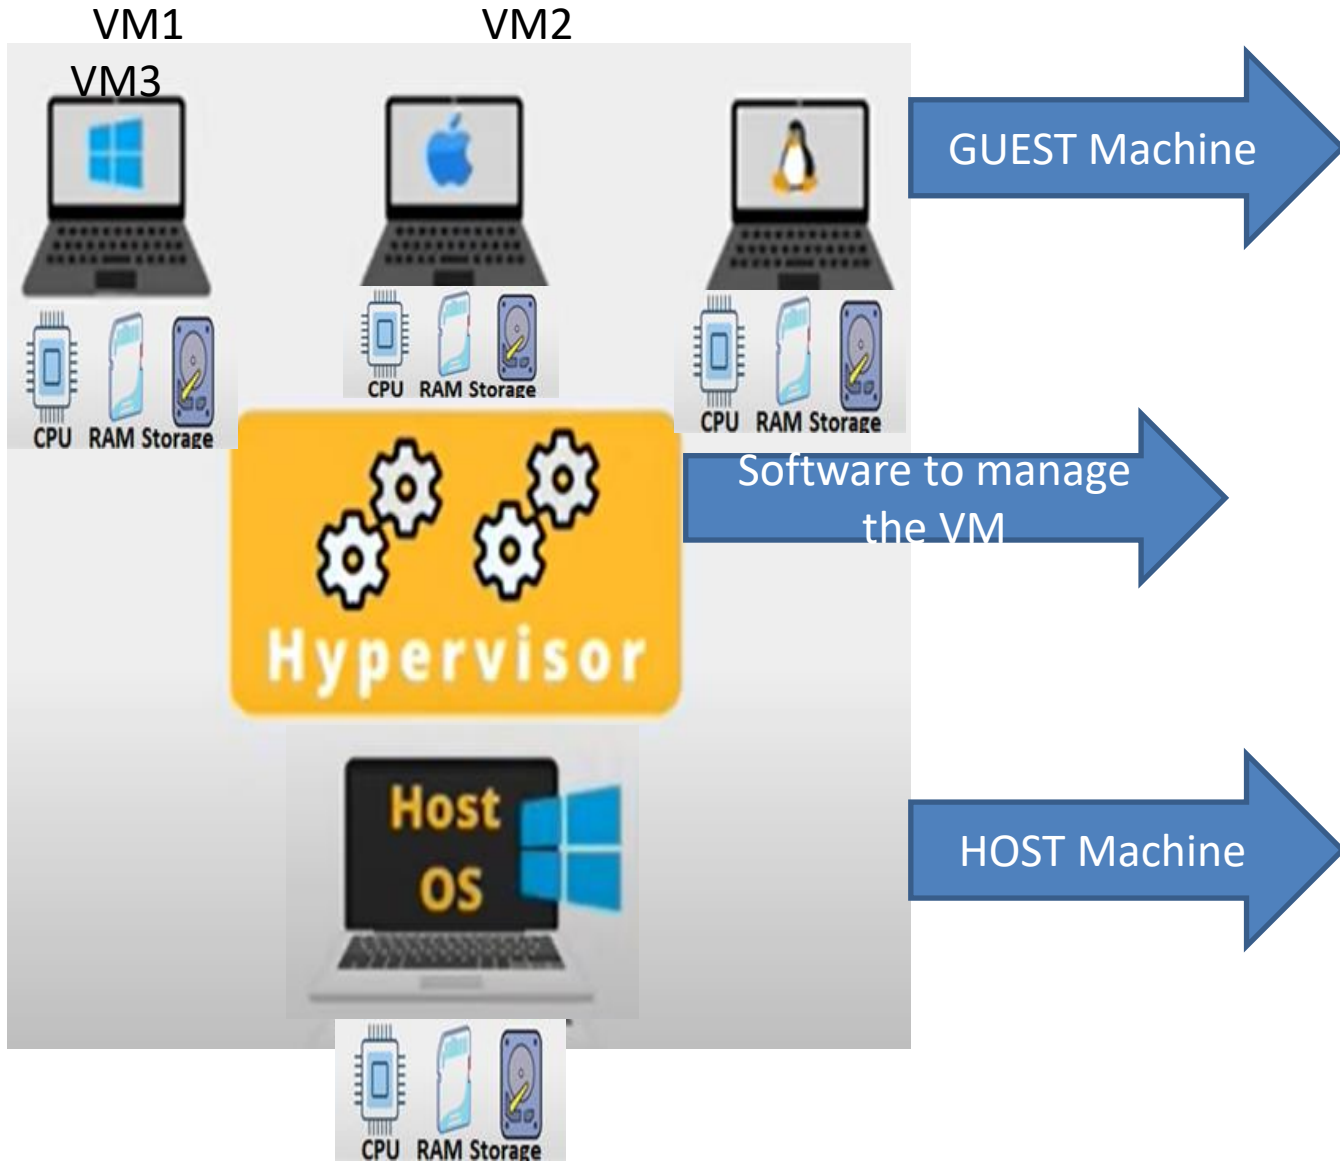 VM1 VM2
VM3
GUEST Machine
CPU RAM Storage
CPU RAM Storage
CPU RAM Storage
Software to manage
the VM
Hypervisor
Host
OS
HOST Machine
CPU RAM Storage